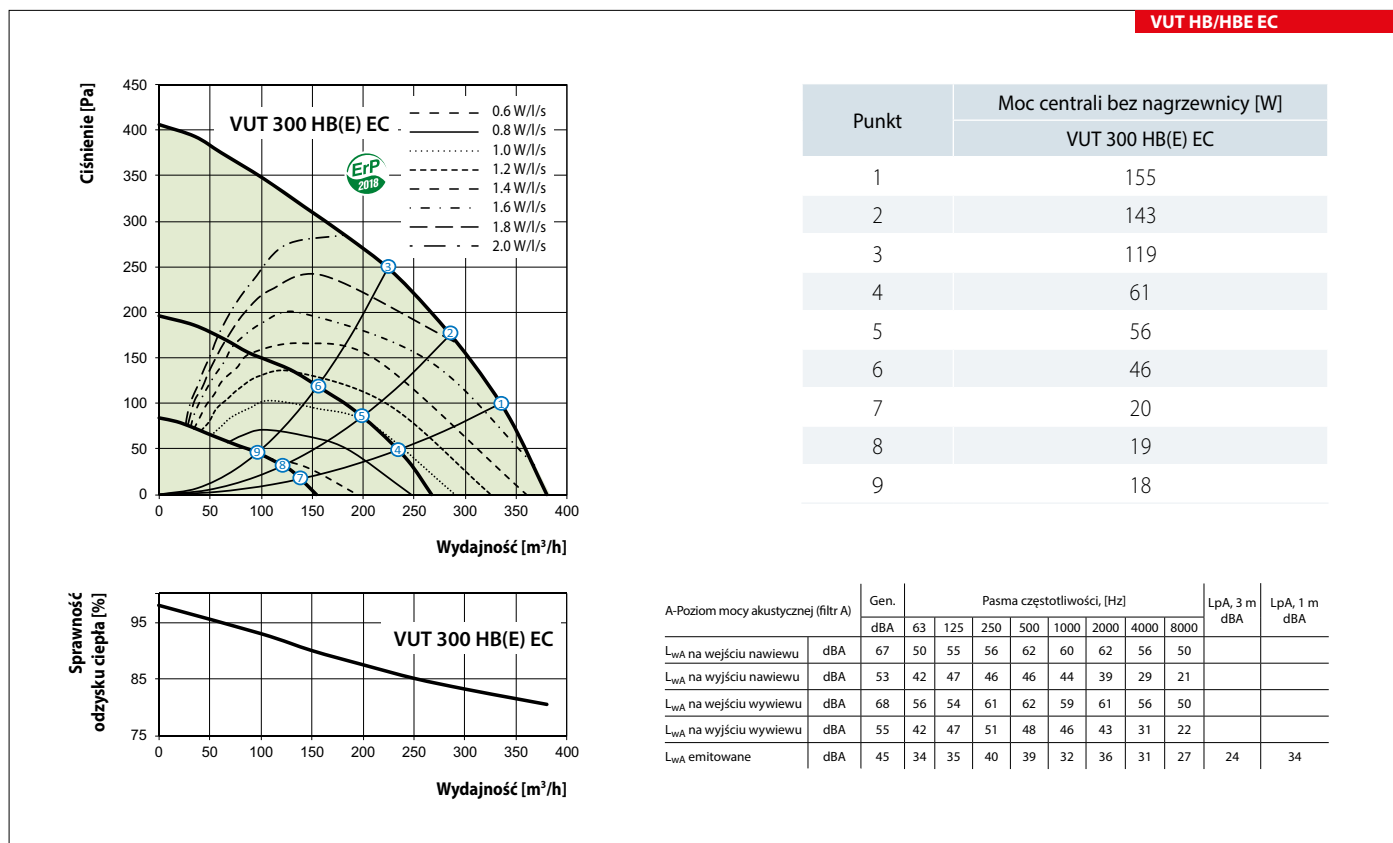 VUT HB/HBE EC
Ciśnienie [Pa]
450
400
350
300
250
200
150
100
50
0
VUT 300 HB(E) EC
ErP
2018
0.6 W/l/s
0.8 W/l/s
1.0 W/l/s
1.2 W/l/s
1.4 W/l/s
1.6 W/l/s
1.8 W/l/s
2.0 W/l/s
3
2
1
6
5
4
9
8
7
0 50 100 150 200 250 300 350 400
Wydajność [m³/h]
Punkt
Moc centrali bez nagrzewnicy [W]
VUT 300 HB(E) EC
1 155
2 143
3 119
4 61
5 56
6 46
7 20
8 19
9 18
Sprawność
odzysku ciepła [%]
95
85
75
VUT 300 HB(E) EC
0 50 100 150 200 250 300 350 400
Wydajność [m³/h]
A-Poziom mocy akustycznej (filtr A) Gen. Pasma częstotliwości, [Hz] LpA, 3 m dBA LpA, 1 m dBA
dBA 63 125 250 500 1000 2000 4000 8000
LwA na wejściu nawiewu dBA 67 50 55 56 62 60 62 56 50
LwA na wyjściu nawiewu dBA 53 42 47 46 46 44 39 29 21
LwA na wejściu wywiewu dBA 68 56 54 61 62 59 61 56 50
LwA na wyjściu wywiewu dBA 55 42 47 51 48 46 43 31 22
LwA emitowane dBA 45 34 35 40 39 32 36 31 27 24 34